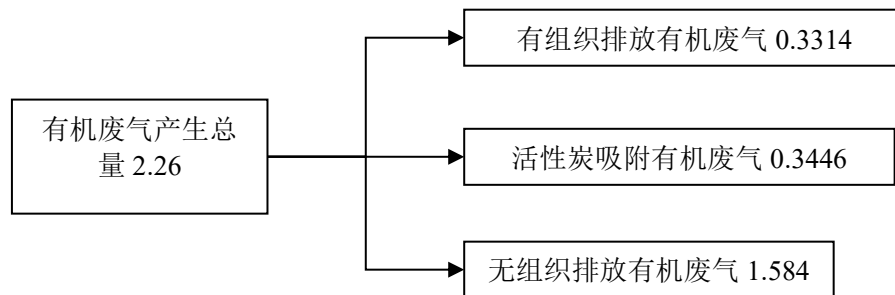 有组织排放有机废气 0.3314
有机废气产生总
量 2.26
活性炭吸附有机废气 0.3446
无组织排放有机废气 1.584